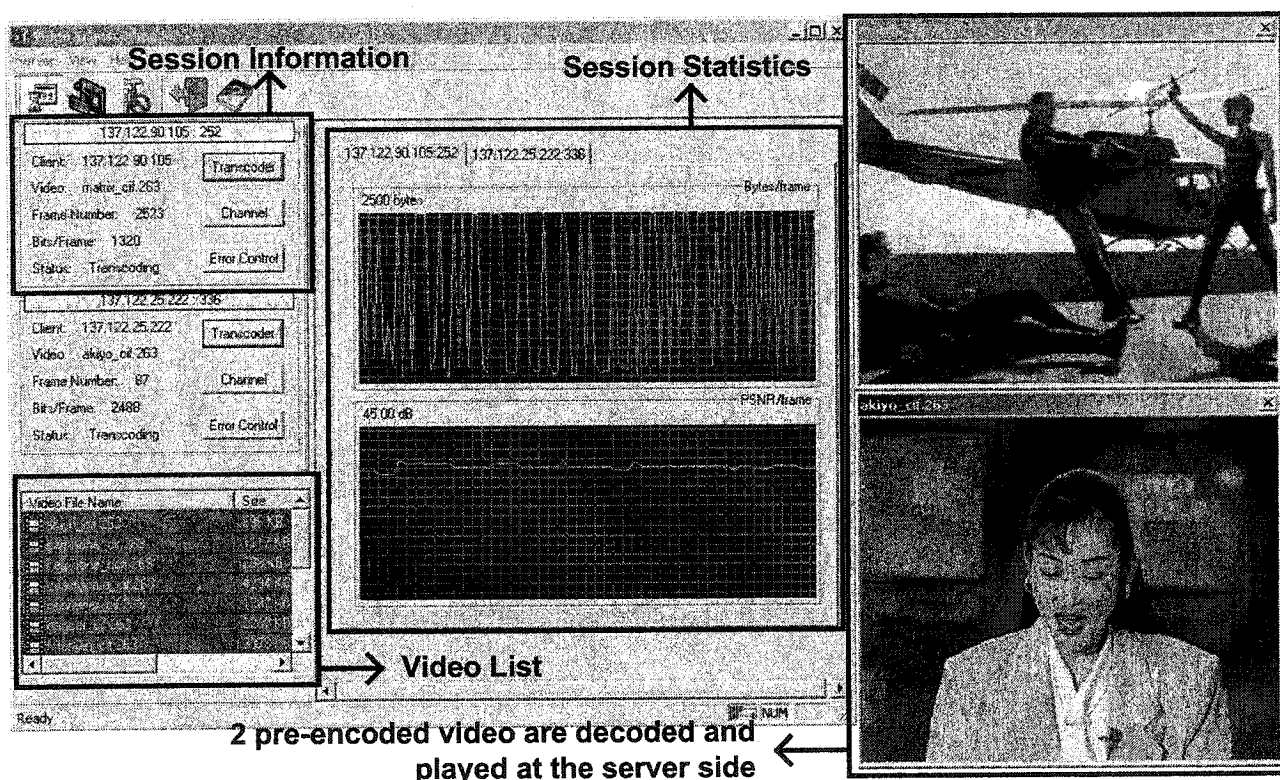 Session Information
Session Statistics
137.122.90.105 : 252
Client: 137.122.90.105
Transcoder
Video: matrix_cif.263
Frame Number: 2523
Channel
Bits/Frame: 1320
Error Control
Status: Transcoding
137.122.25.222 : 336
Client: 137.122.25.222
Transcoder
Video: akiyo_cif.263
Frame Number: 87
Channel
Bits/Frame: 2488
Error Control
Status: Transcoding
Video File Name
Size
137.122.90.105:252
137.122.25.222:336
Bytes/frame
2500 bytes
PSNR/frame
45.00 dB
akiyo_cif.263
Video List
Ready
NUM
2 pre-encoded video are decoded and
played at the server side